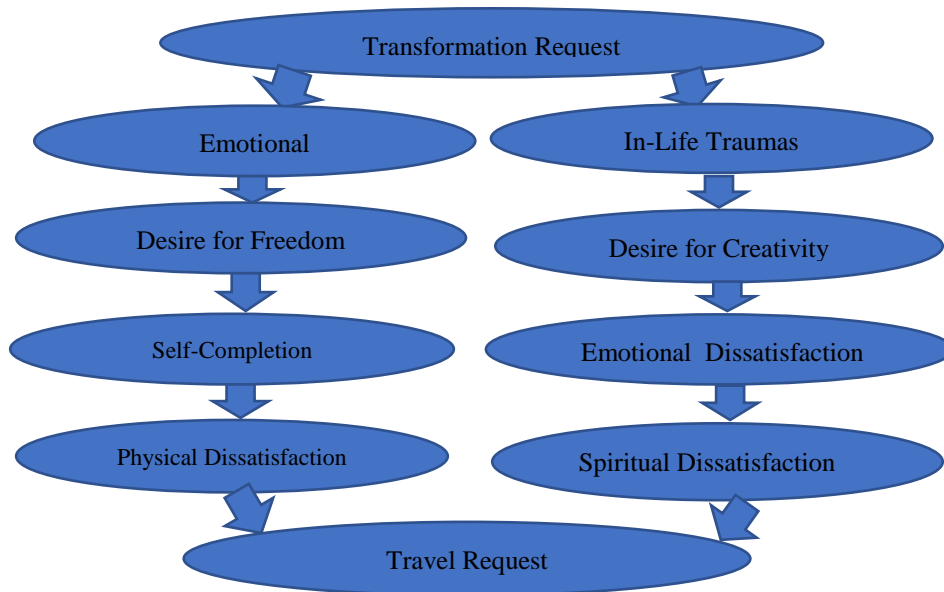 Transformation Request
Emotional
In-Life Traumas
Desire for Freedom
Desire for Creativity
Self-Completion
Emotional Dissatisfaction
Physical Dissatisfaction
Spiritual Dissatisfaction
Travel Request